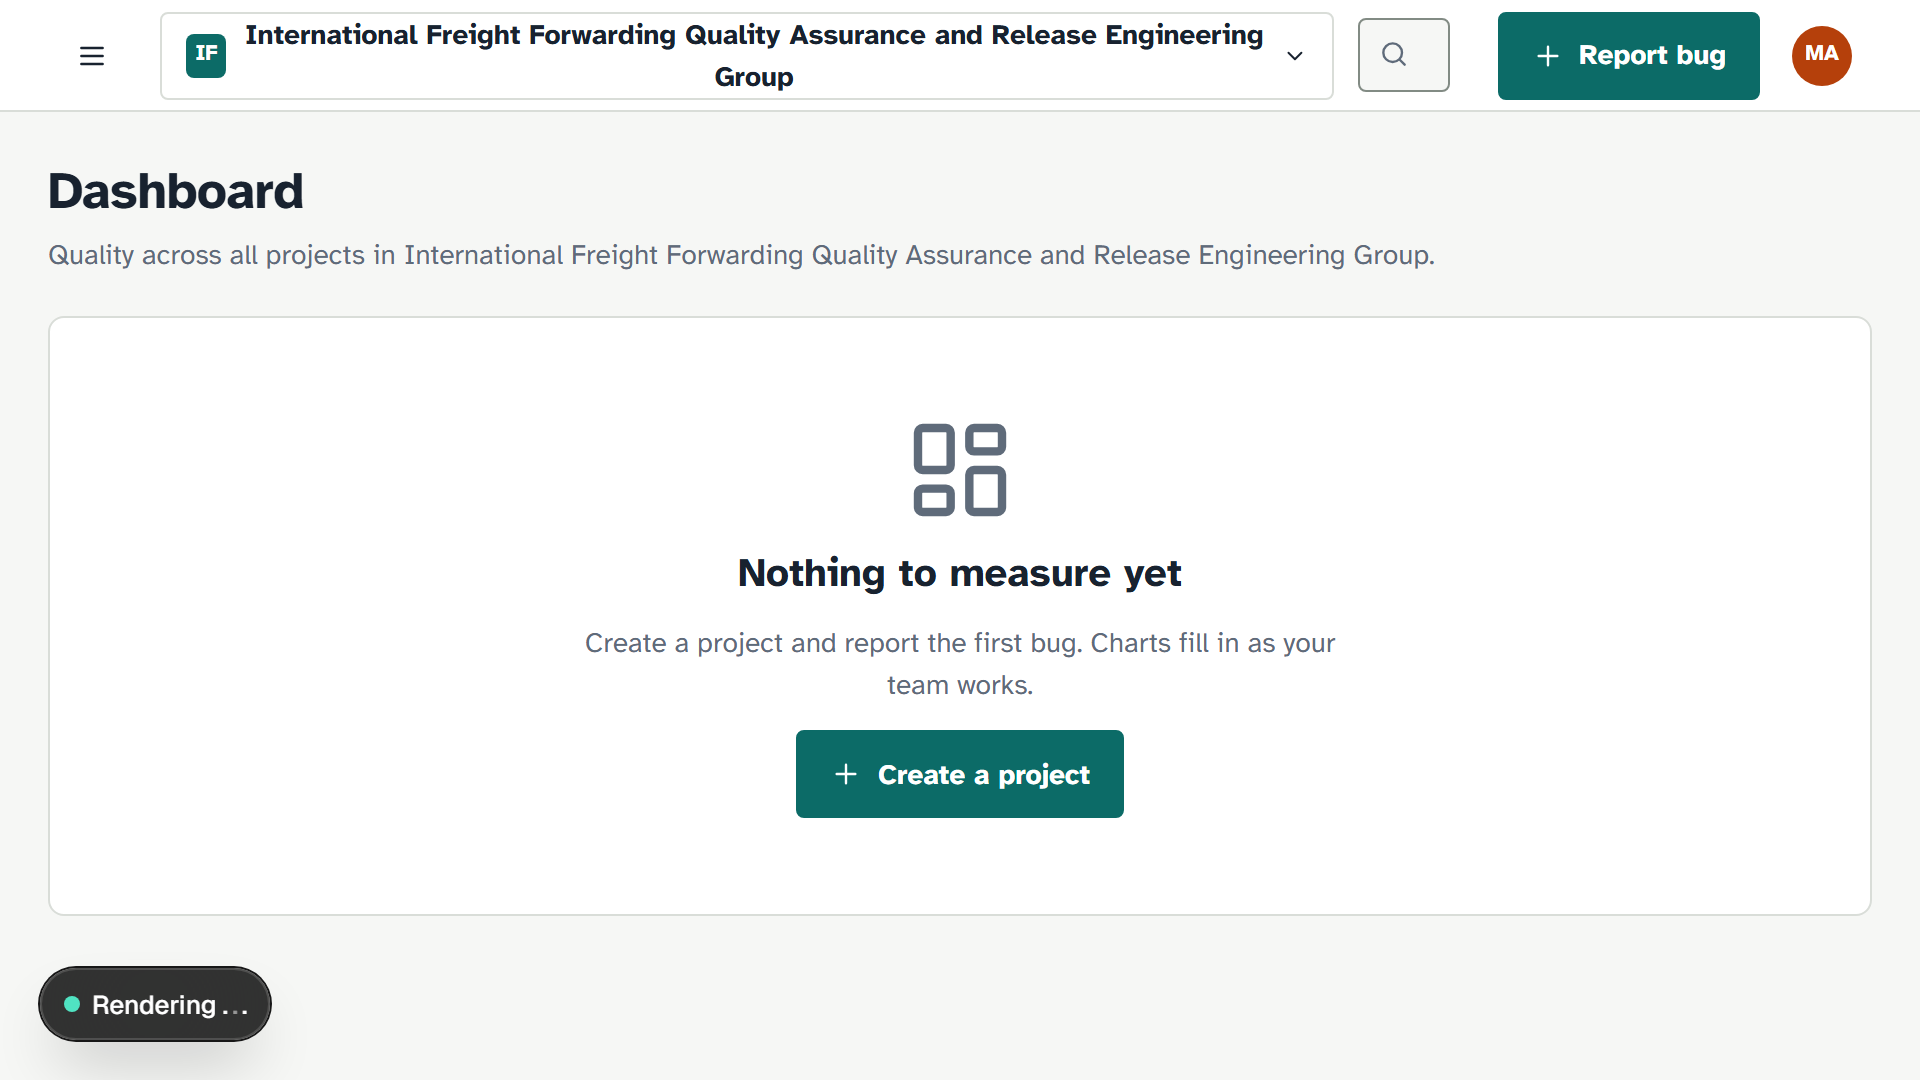 IF
International Freight Forwarding Quality Assurance and Release Engineering
Group
Report bug
MA
Dashboard
Quality across all projects in International Freight Forwarding Quality Assurance and Release Engineering Group.
Nothing to measure yet
Create a project and report the first bug. Charts fill in as your
team works.
Create a project
Rendering...